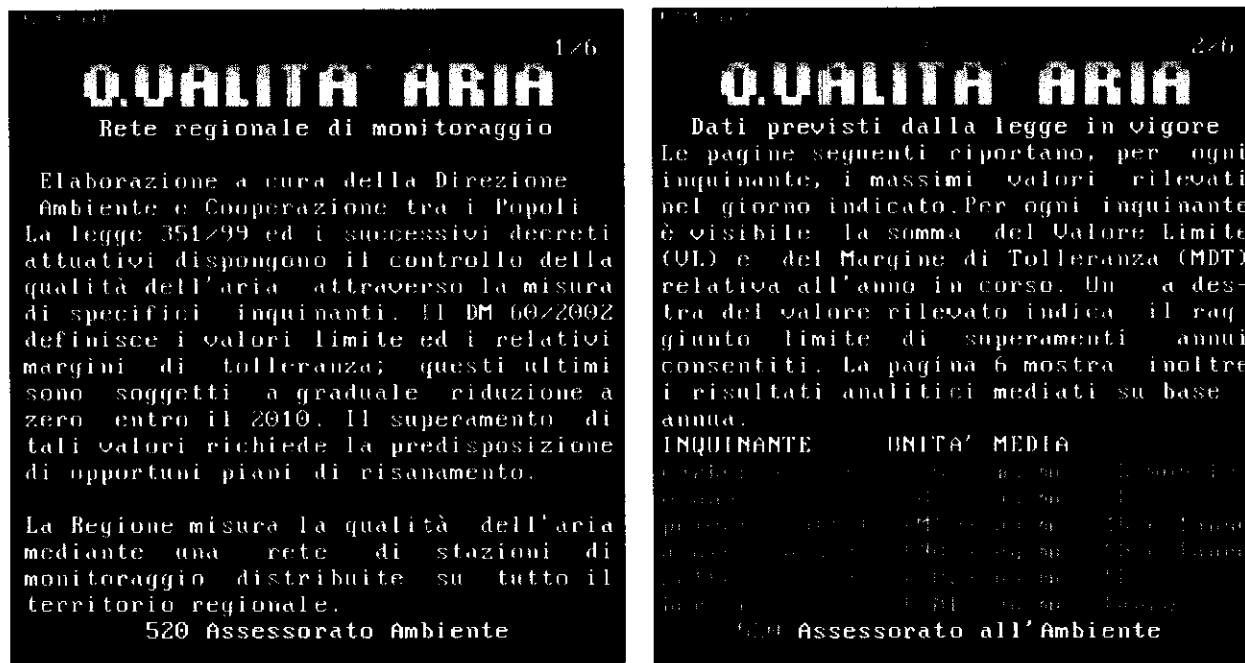 1/6
Q.UALITA' ARIA
Rete regionale di monitoraggio
Elaborazione a cura della Direzione
Ambiente e Cooperazione tra i Popoli
La legge 351/99 ed i successivi decreti
attuativi dispongono il controllo della
qualità dell'aria attraverso la misura
di specifici inquinanti. Il DM 60/2002
definisce i valori limite ed i relativi
margini di tolleranza; questi ultimi
sono soggetti a graduale riduzione a
zero entro il 2010. Il superamento di
tali valori richiede la predisposizione
di opportuni piani di risanamento.
La Regione misura la qualità dell'aria
mediante una rete di stazioni di
monitoraggio distribuite su tutto il
territorio regionale.
520 Assessorato Ambiente
2/6
Q.UALITA' ARIA
Dati previsti dalla legge in vigore
Le pagine seguenti riportano, per ogni
inquinante, i massimi valori rilevati
nel giorno indicato.Per ogni inquinante
è visibile la somma del Valore Limite
(VL) e del Margine di Tolleranza (MDT)
relativa all'anno in corso. Un a des-
tra del valore rilevato indica il rag
giunto limite di superamenti annui
consentiti. La pagina 6 mostra inoltre
i risultati analitici mediati su base
annua.
INQUINANTE UNITA' MEDIA
520 Assessorato all'Ambiente